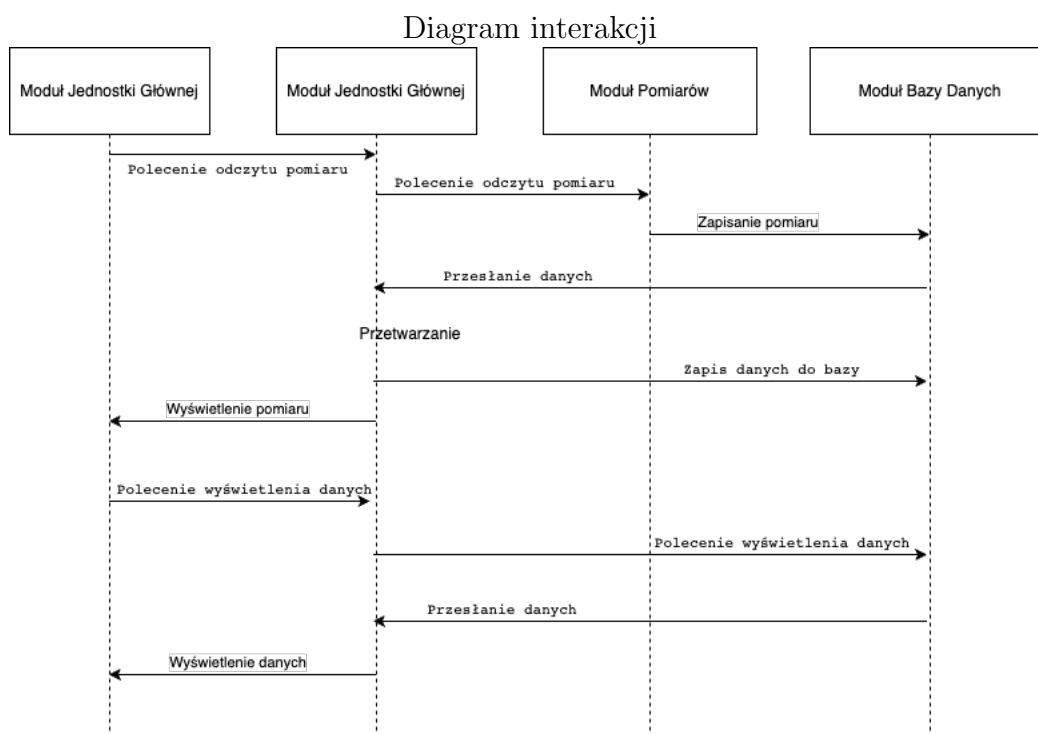 Diagram interakcji
Moduł Jednostki Głównej
Moduł Jednostki Głównej
Moduł Pomiarów
Moduł Bazy Danych
Polecenie odczytu pomiaru
Polecenie odczytu pomiaru
Zapisanie pomiaru
Przesłanie danych
Przetwarzanie
Zapis danych do bazy
Wyświetlenie pomiaru
Polecenie wyświetlenia danych
Polecenie wyświetlenia danych
Przesłanie danych
Wyświetlenie danych